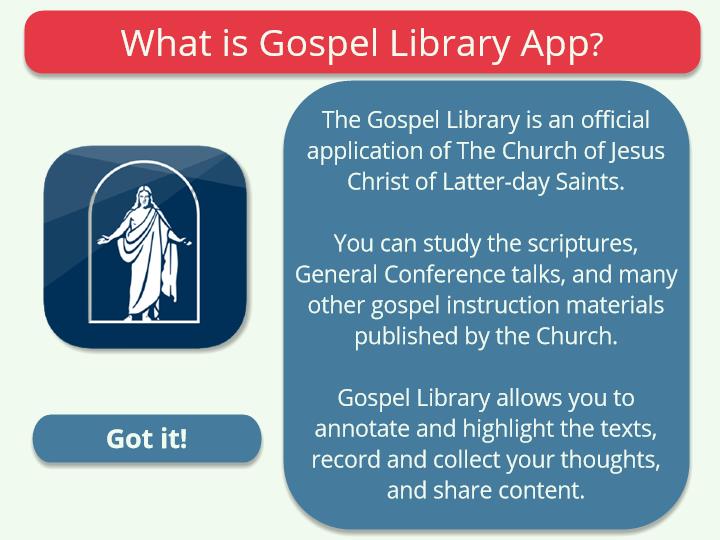 What is Gospel Library App?
The Gospel Library is an official
application of The Church of Jesus
Christ of Latter-day Saints.
You can study the scriptures,
General Conference talks, and many
other gospel instruction materials
published by the Church.
Gospel Library allows you to
annotate and highlight the texts,
record and collect your thoughts,
and share content.
Got it!